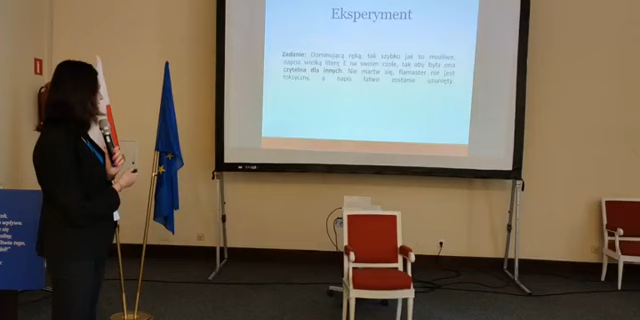 Eksperyment
Zadanie: Dominującą ręką, tak szybko jak to możliwe,
napisz wielką literę E na swoim czole, tak aby była ona
czytelna dla innych. Nie martw się, flamaster nie jest
toksyczny, a napis łatwo zostanie usunięty.
wpływu.